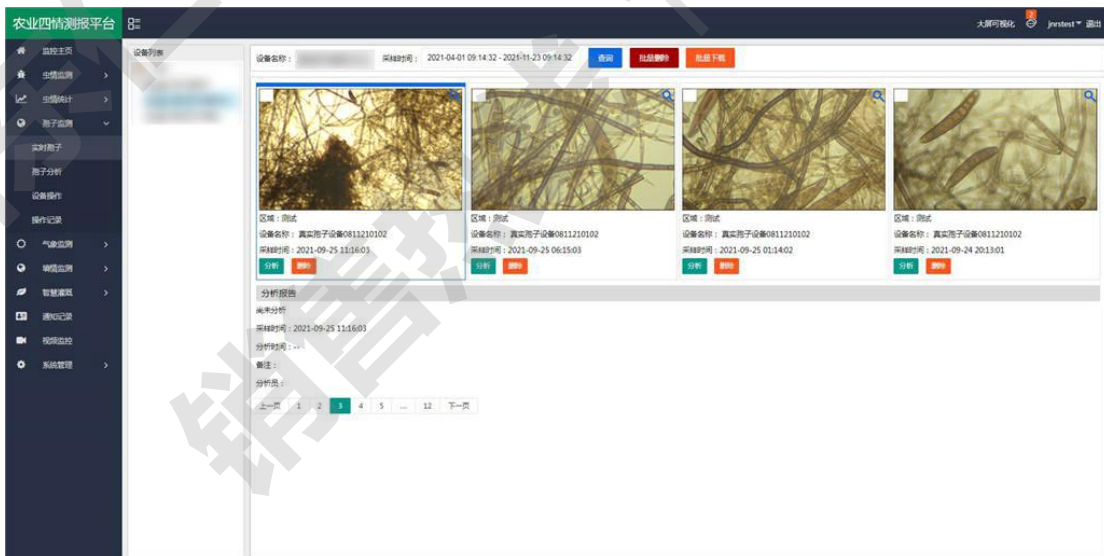 农业四情测报平台
大屏可视化 2 jnrstest 退出
监控主页
虫情监测
虫情统计
孢子监测
实时孢子
孢子分析
设备操作
操作记录
气象监测
墒情监测
智慧灌溉
通知记录
视频监控
系统管理
设备列表
设备名称： 采样时间： 2021-04-01 09:14:32 - 2021-11-23 09:14:32 查询 批量删除 批量下载
区域：测试
设备名称： 真实孢子设备0811210102
采样时间：2021-09-25 11:16:03
分析 删除
区域：测试
设备名称： 真实孢子设备0811210102
采样时间：2021-09-25 06:15:03
分析 删除
区域：测试
设备名称： 真实孢子设备0811210102
采样时间：2021-09-25 01:14:02
分析 删除
区域：测试
设备名称： 真实孢子设备0811210102
采样时间：2021-09-24 20:13:01
分析 删除
分析报告
尚未分析
采样时间：2021-09-25 11:16:03
分析时间：--
备注：
分析员：
上一页 1 2 3 4 5 ... 12 下一页